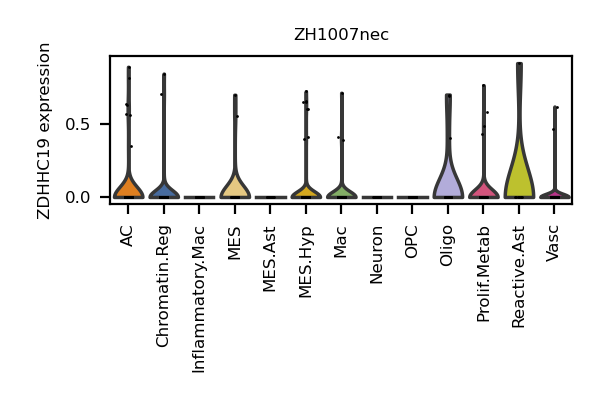 ZH1007nec
ZDHHC19 expression
0.5
0.0
AC
Chromatin.Reg
Inflammatory.Mac
MES
MES.Ast
MES.Hyp
Mac
Neuron
OPC
Oligo
Prolif.Metab
Reactive.Ast
Vasc